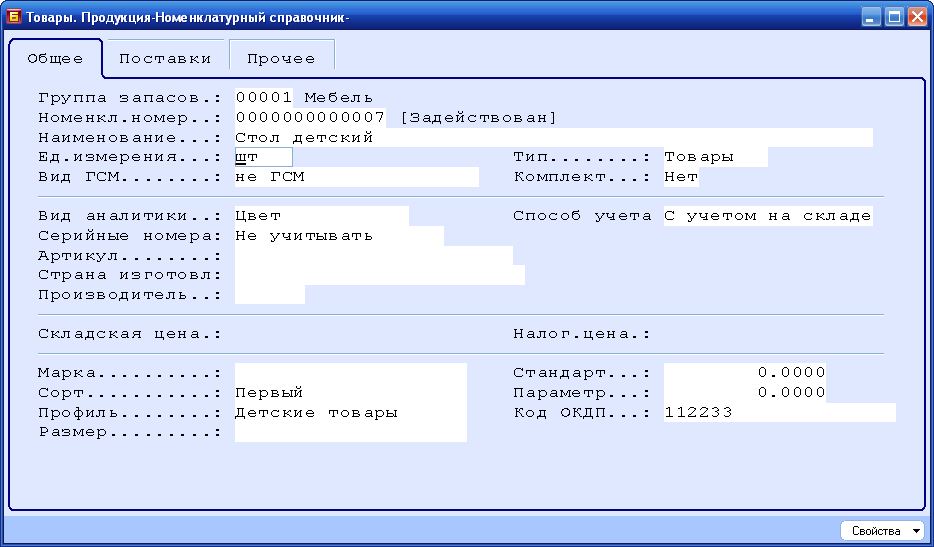 Товары. Продукция-Номенклатурный справочник-
Общее Поставки Прочее
Группа запасов.: 00001 Мебель
Номенкл.номер..: 0000000000007 [Задействован]
Наименование...: Стол детский
Ед.измерения...: шт Тип........: Товары
Вид ГСМ........: не ГСМ Комплект...: Нет
Вид аналитики..: Цвет Способ учета С учетом на складе
Серийные номера: Не учитывать
Артикул........:
Страна изготовл:
Производитель..:
Складская цена.: Налог.цена.:
Марка..........: Стандарт...: 0.0000
Сорт...........: Первый Параметр...: 0.0000
Профиль........: Детские товары Код ОКДП...: 112233
Размер.........:
Свойства